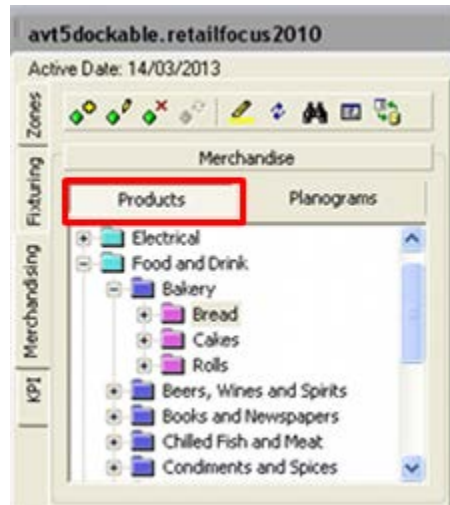 avt5dockable.retailfocus2010
Active Date: 14/03/2013
Zones
Fixturing
Merchandising
KPI
Merchandise
Products Planograms
Electrical
Food and Drink
Bakery
Bread
Cakes
Rolls
Beers, Wines and Spirits
Books and Newspapers
Chilled Fish and Meat
Condiments and Spices